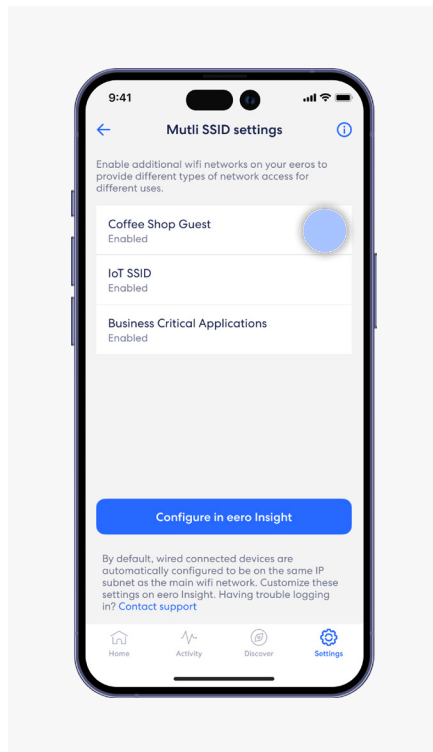 9:41
Mutli SSID settings
Enable additional wifi networks on your eeros to
provide different types of network access for
different uses.
Coffee Shop Guest
Enabled
IoT SSID
Enabled
Business Critical Applications
Enabled
Configure in eero Insight
By default, wired connected devices are
automatically configured to be on the same IP
subnet as the main wifi network. Customize these
settings on eero Insight. Having trouble logging
in? Contact support
Home Activity Discover Settings